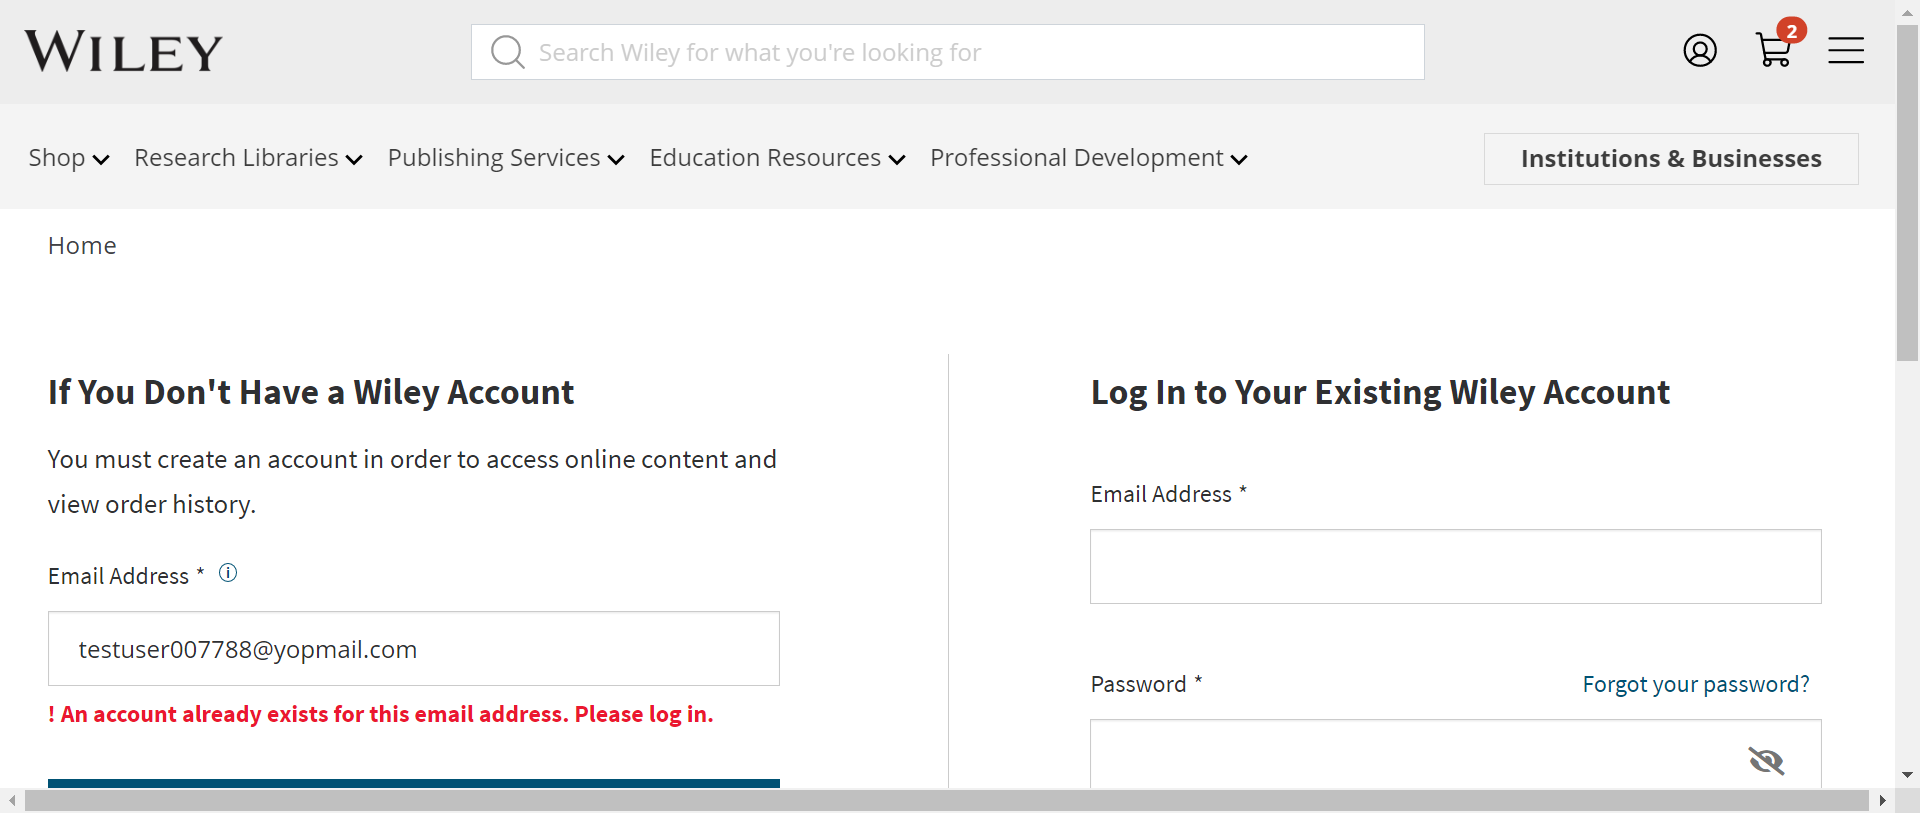 WILEY
Search Wiley for what you're looking for
2
Shop
Research Libraries
Publishing Services
Education Resources
Professional Development
Institutions & Businesses
Home
If You Don't Have a Wiley Account
You must create an account in order to access online content and
view order history.
Email Address *
testuser007788@yopmail.com
! An account already exists for this email address. Please log in.
Log In to Your Existing Wiley Account
Email Address *
Password *
Forgot your password?